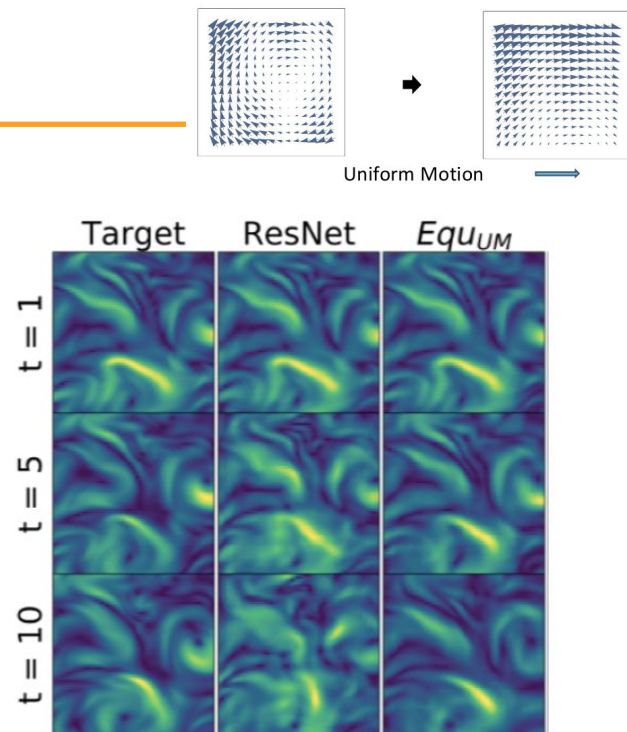 Uniform Motion
Target ResNet Equ_UM
t = 1
t = 5
t = 10